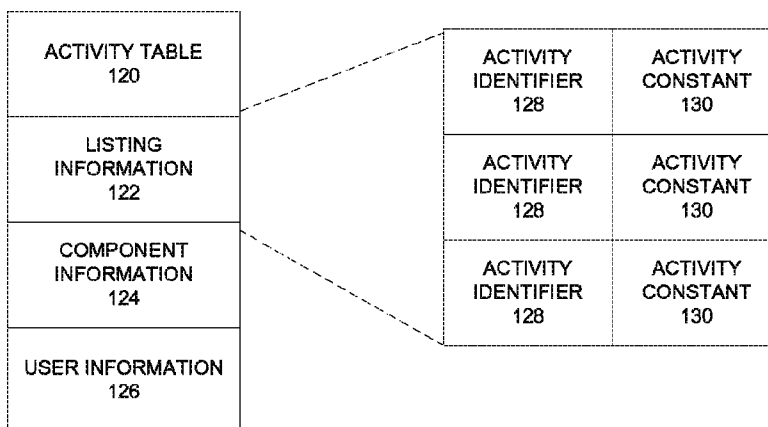 ACTIVITY TABLE
120
LISTING
INFORMATION
122
COMPONENT
INFORMATION
124
USER INFORMATION
126
ACTIVITY
IDENTIFIER
128
ACTIVITY
CONSTANT
130
ACTIVITY
IDENTIFIER
128
ACTIVITY
CONSTANT
130
ACTIVITY
IDENTIFIER
128
ACTIVITY
CONSTANT
130